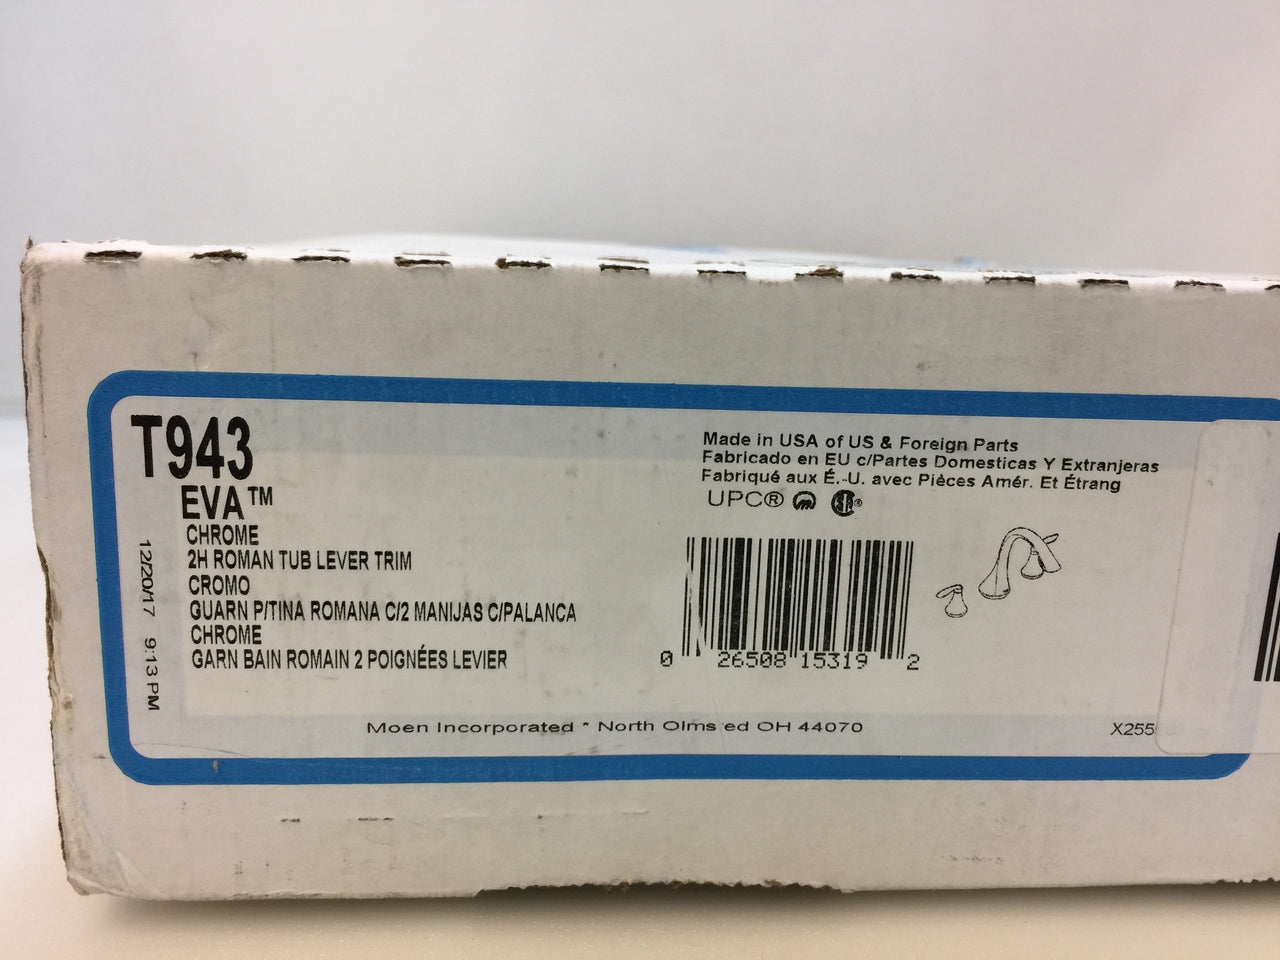 T943
EVA™
CHROME
2H ROMAN TUB LEVER TRIM
CROMO
GUARN P/TINA ROMANA C/2 MANIJAS C/PALANCA
CHROME
GARN BAIN ROMAIN 2 POIGNÉES LEVIER
12/20/17 9:13 PM
Made in USA of US & Foreign Parts
Fabricado en EU c/Partes Domesticas Y Extranjeras
Fabriqué aux É.-U. avec Pièces Amér. Et Étrang
UPC®
0 26508 15319 2
Moen Incorporated * North Olms ed OH 44070